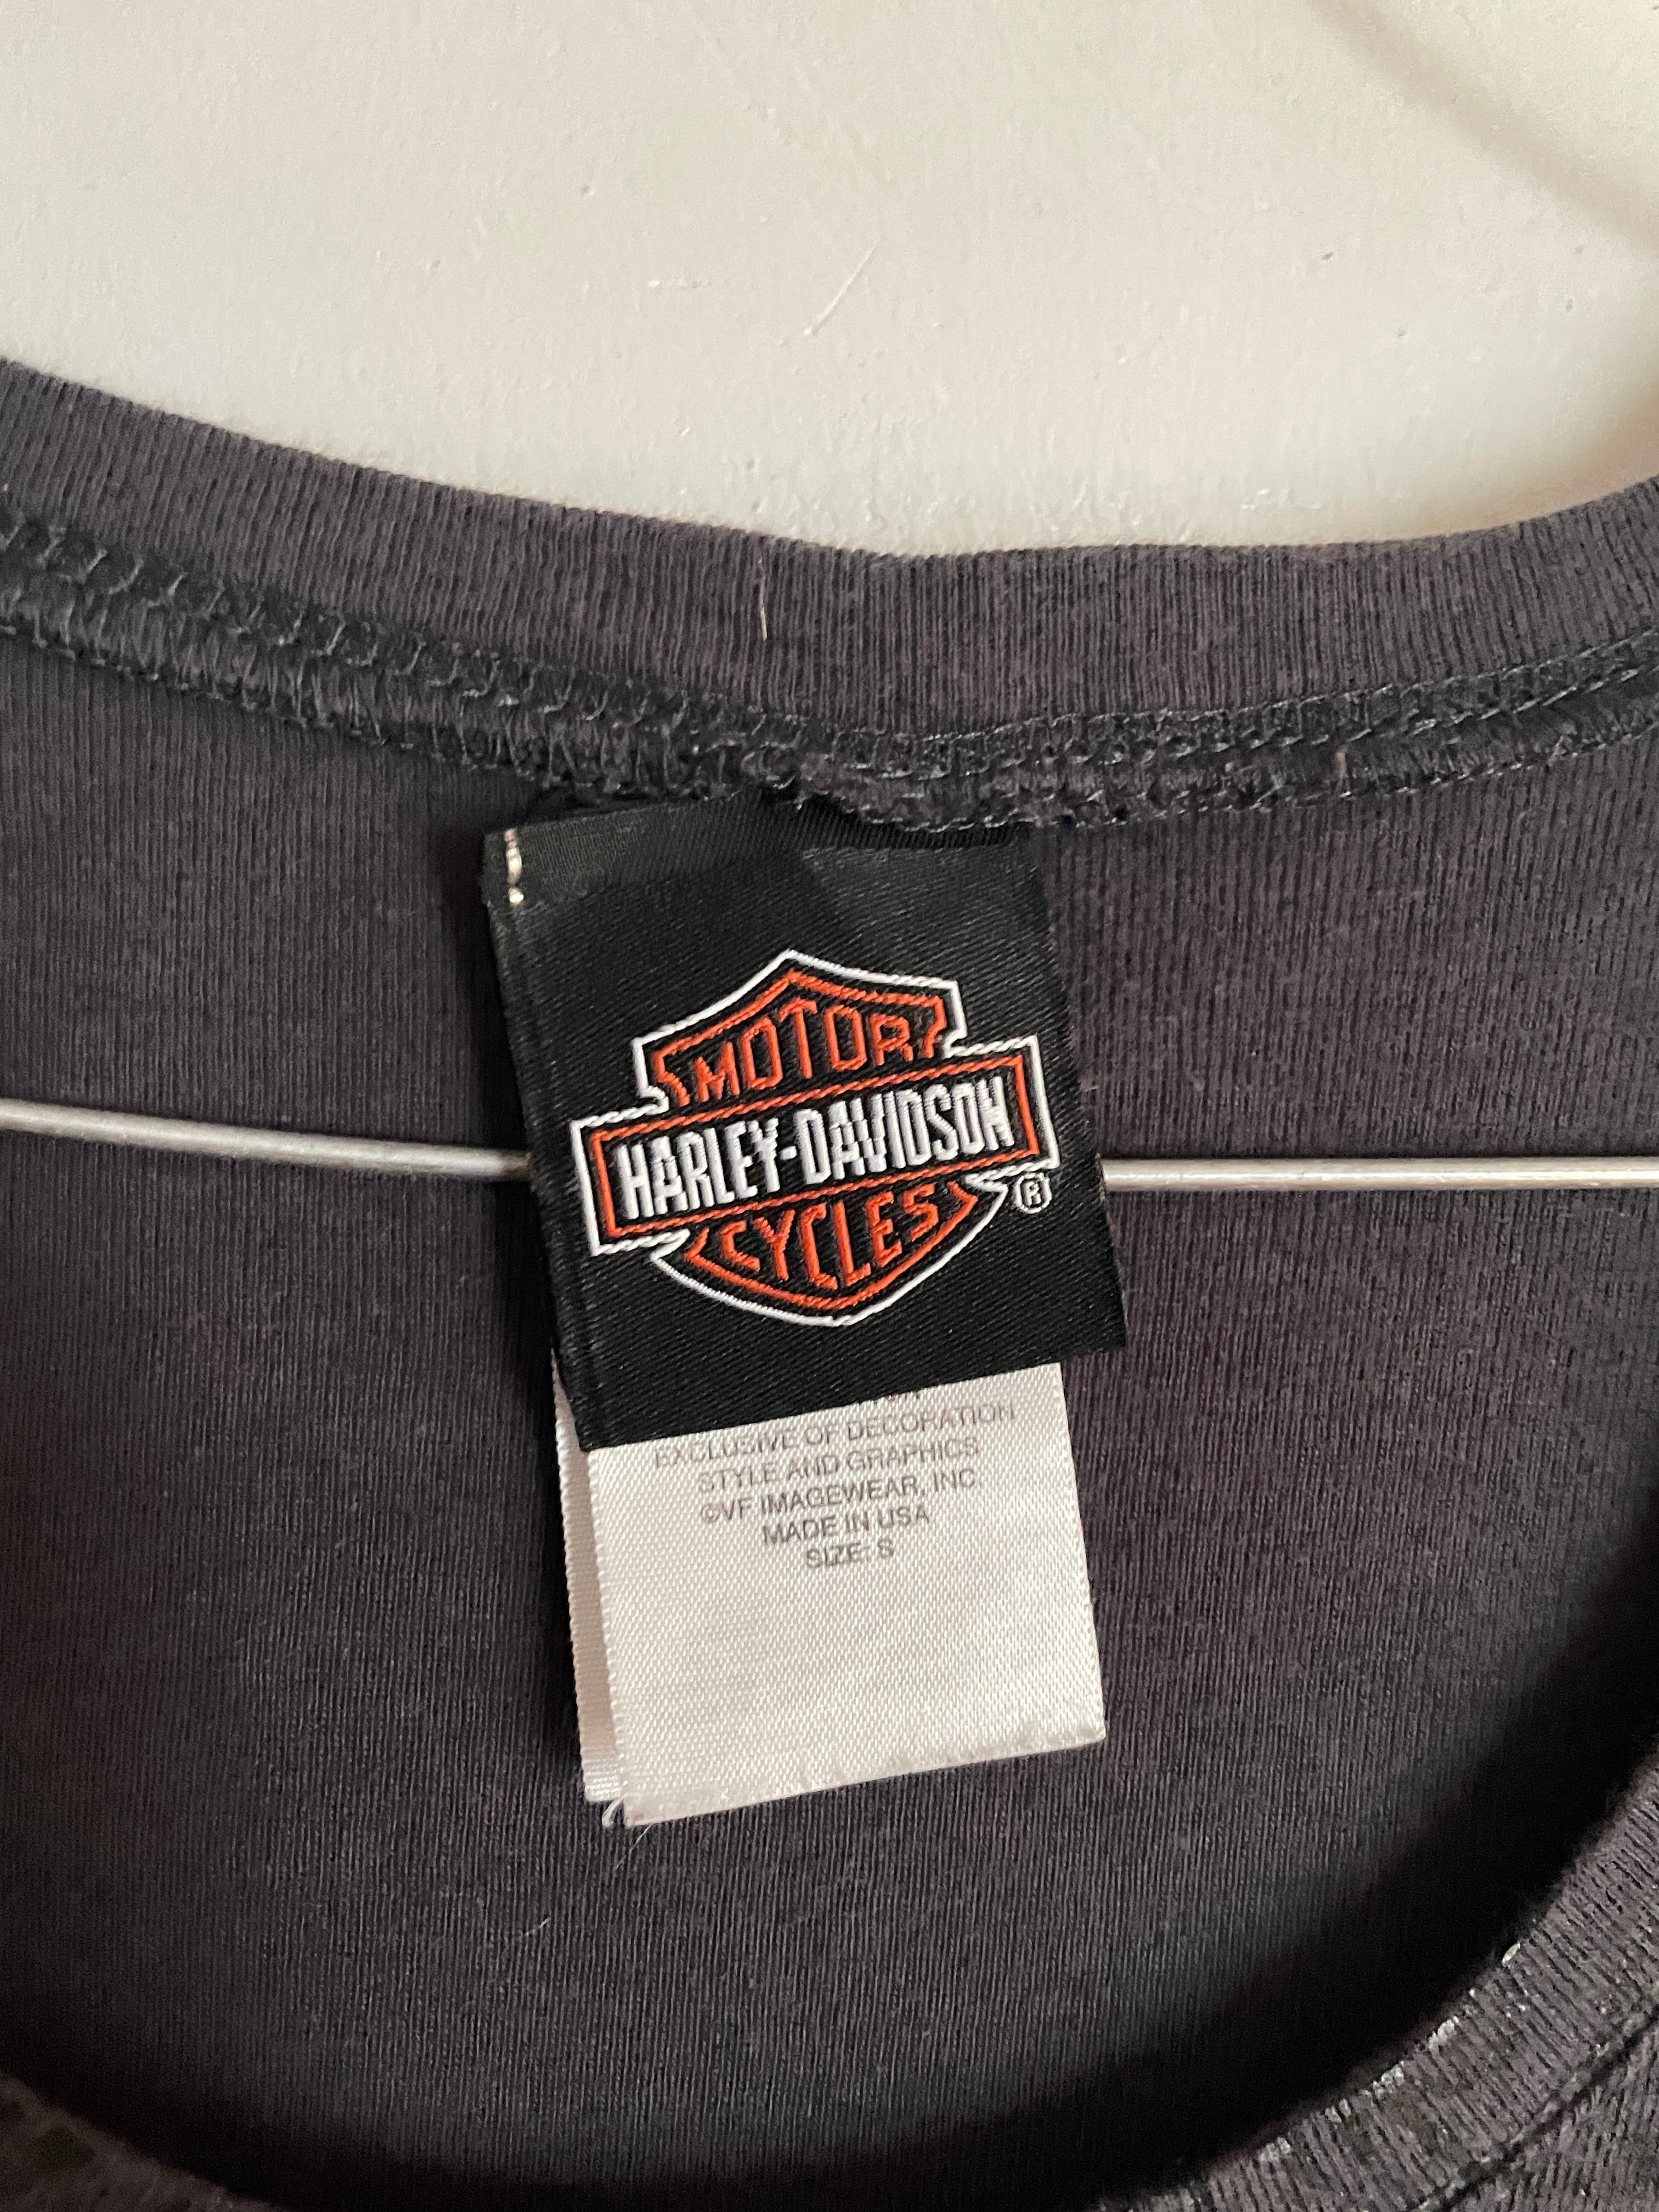 MOTOR
HARLEY-DAVIDSON
CYCLES
®
EXCLUSIVE OF DECORATION
STYLE AND GRAPHICS
©VF IMAGEWEAR, INC.
MADE IN USA
SIZE: S